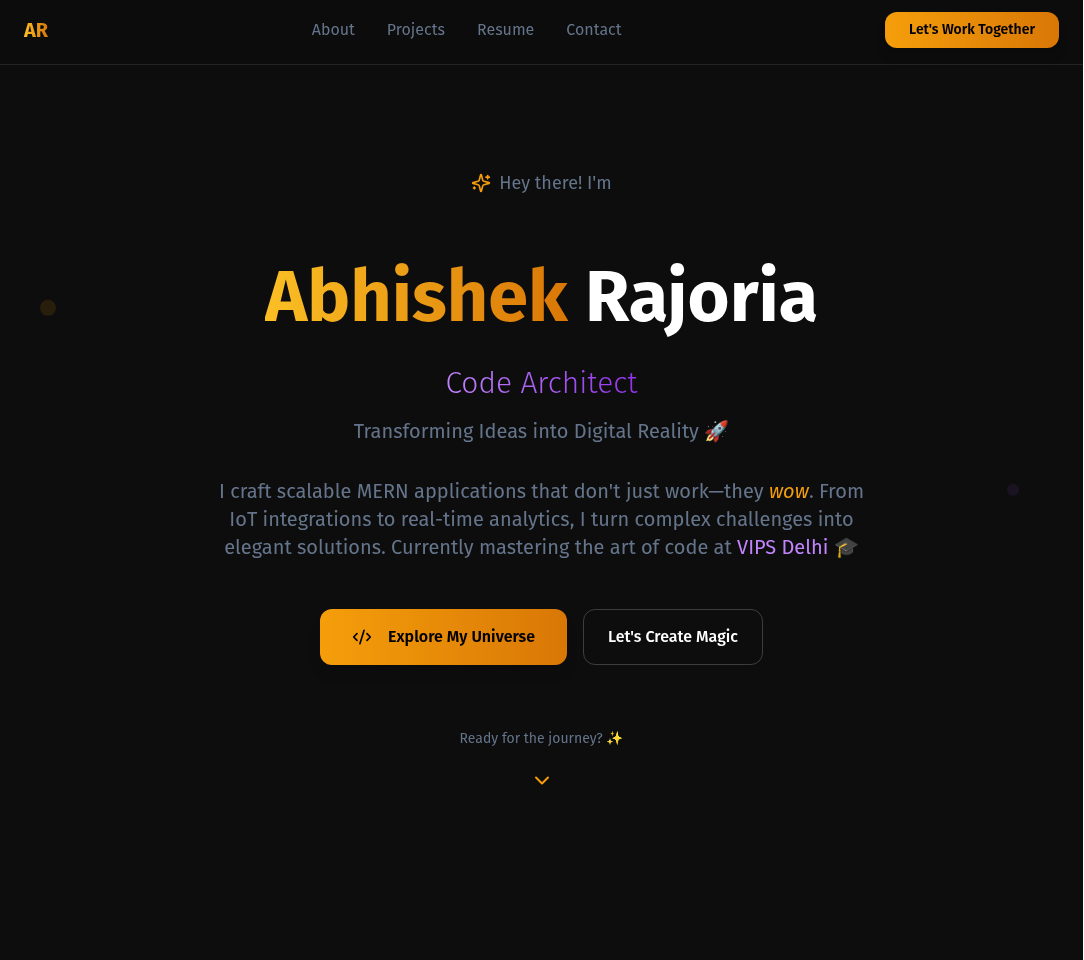 AR
About Projects Resume Contact
Let's Work Together
Hey there! I'm
Abhishek Rajoria
Code Architect
Transforming Ideas into Digital Reality 🚀
I craft scalable MERN applications that don't just work—they wow. From
IoT integrations to real-time analytics, I turn complex challenges into
elegant solutions. Currently mastering the art of code at VIPS Delhi 🎓
Explore My Universe
Let's Create Magic
Ready for the journey? ✨